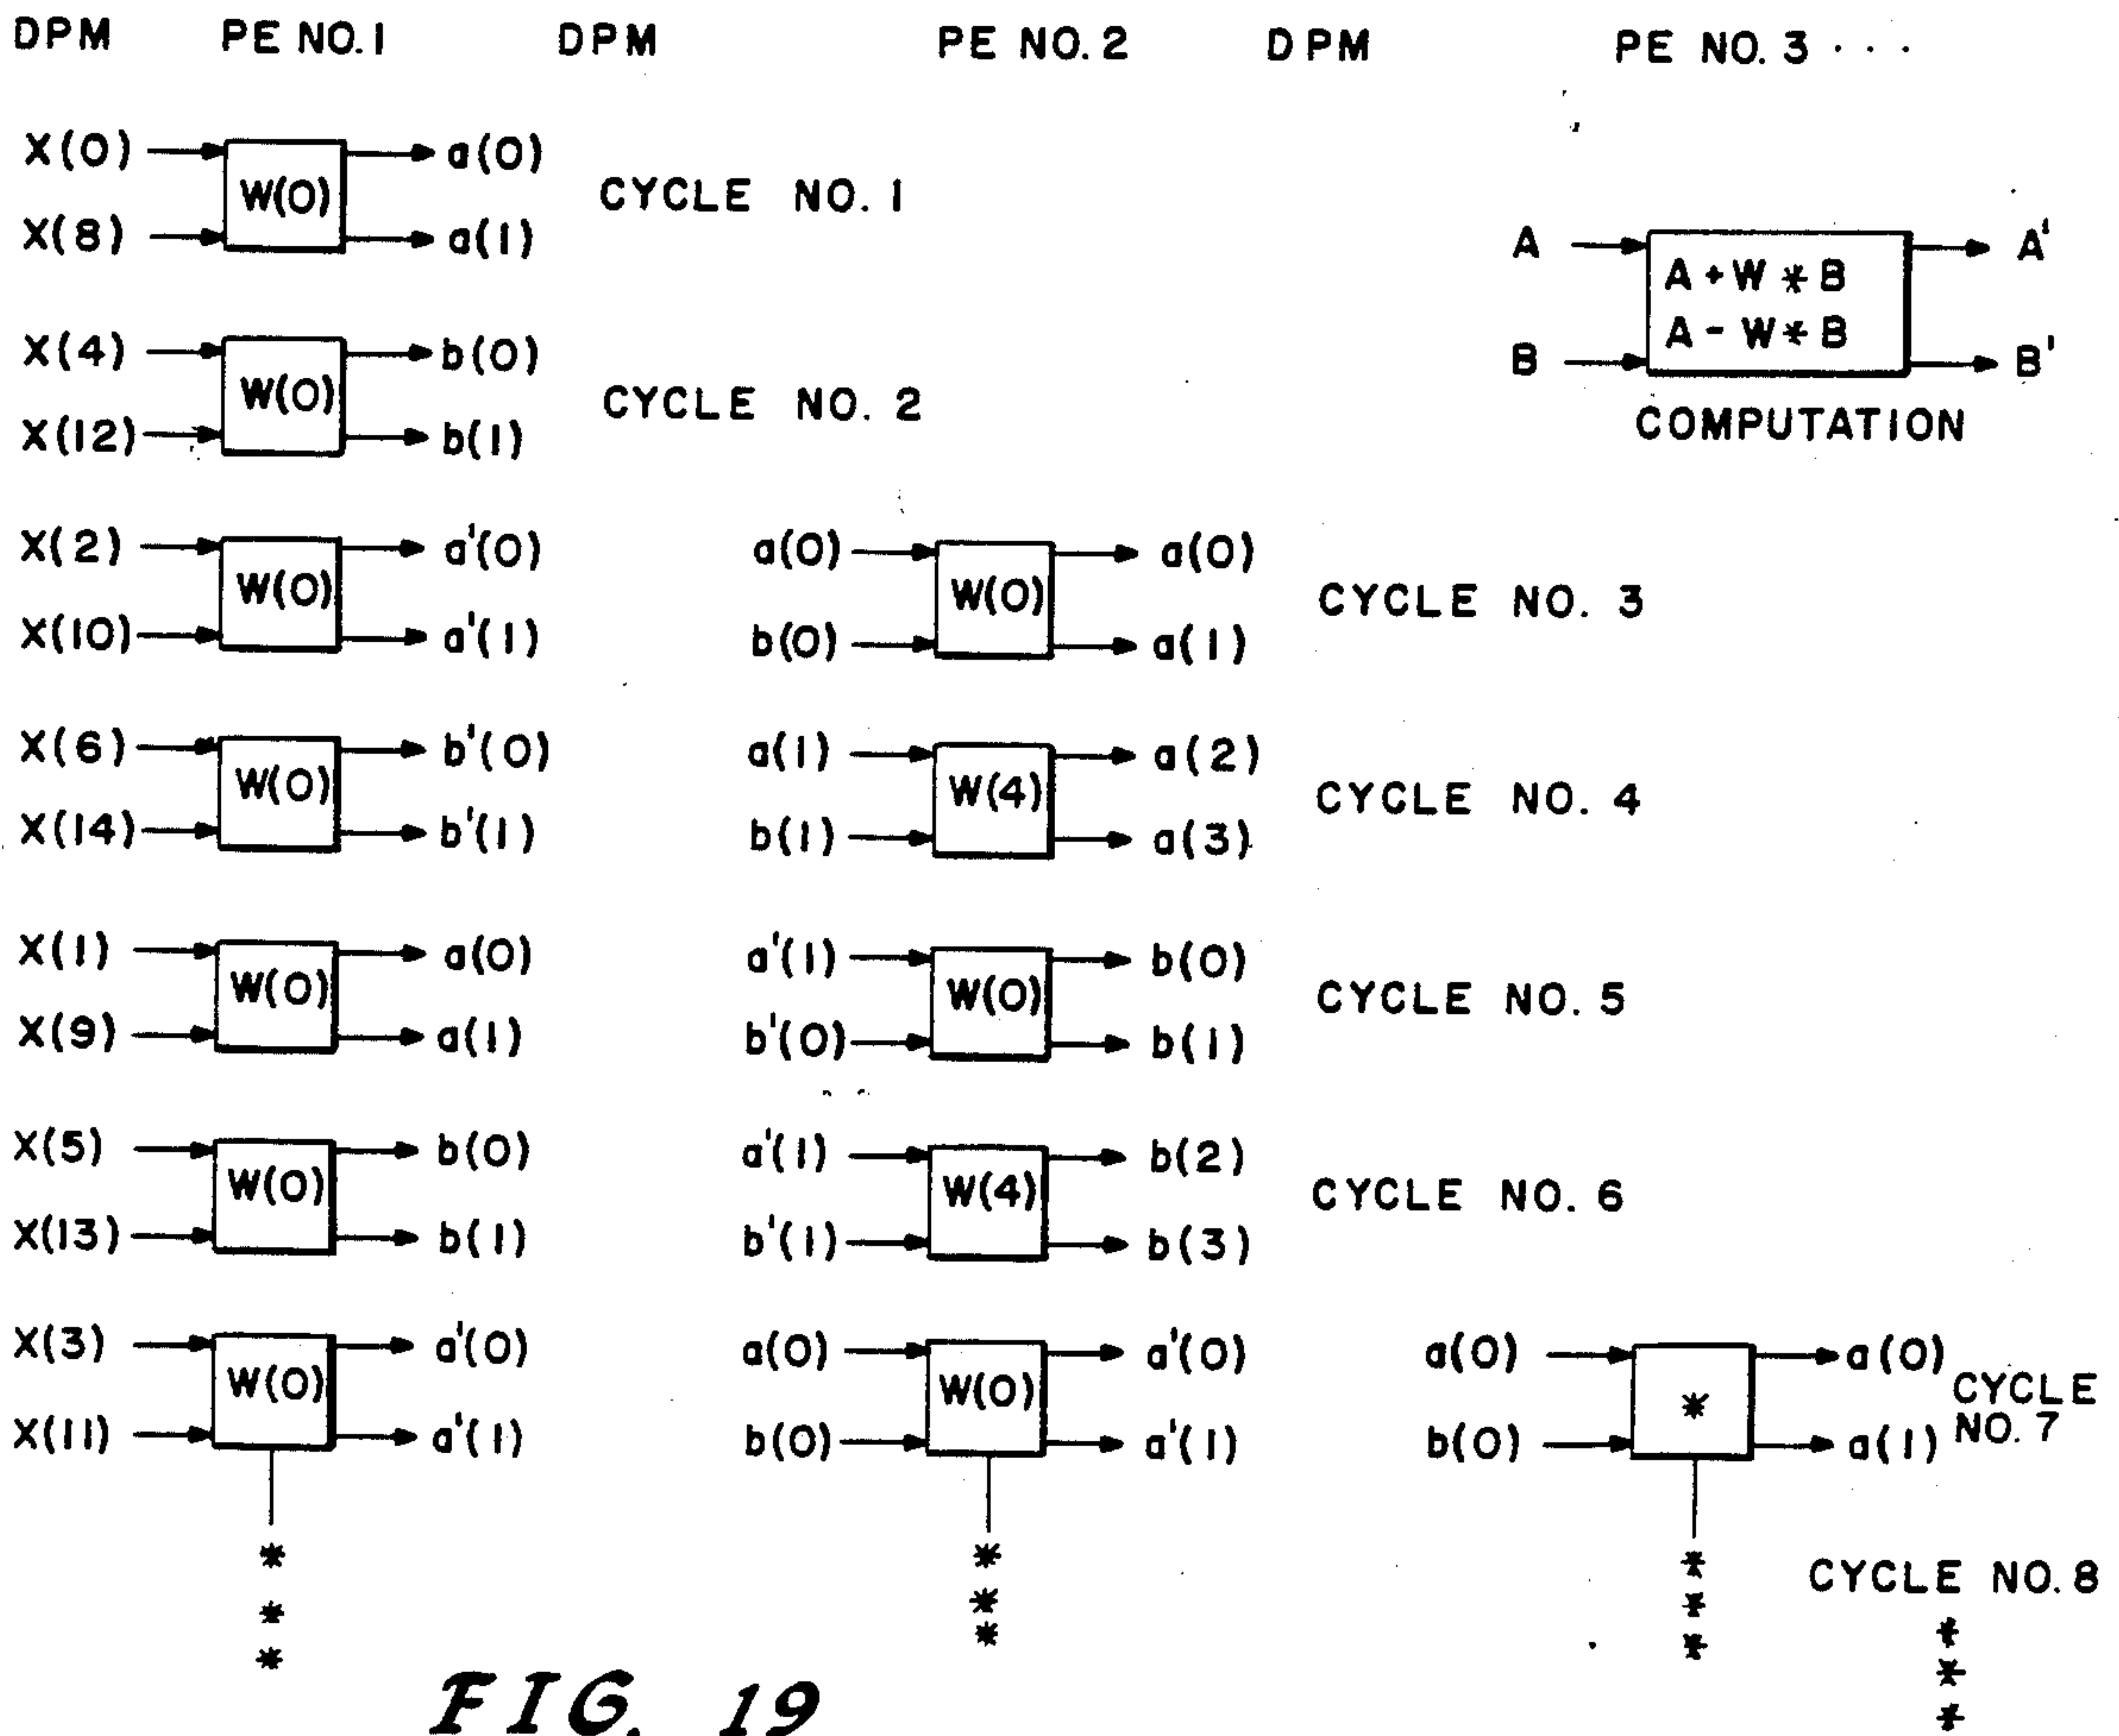 DPM PE NO. 1 DPM PE NO. 2 DPM PE NO. 3 . . .
X(0) W(0) a(0)
X(8) a(1)
CYCLE NO. 1
A A + W * B A'
B A - W * B B'
COMPUTATION
X(4) W(0) b(0)
X(12) b(1)
CYCLE NO. 2
X(2) W(0) a'(0) a(0) W(0) a(0)
X(10) a'(1) b(0) a(1)
CYCLE NO. 3
X(6) W(0) b'(0) a(1) W(4) a(2)
X(14) b'(1) b(1) a(3)
CYCLE NO. 4
X(1) W(0) a(0) a'(1) W(0) b(0)
X(9) a(1) b'(0) b(1)
CYCLE NO. 5
X(5) W(0) b(0) a'(1) W(4) b(2)
X(13) b(1) b'(1) b(3)
CYCLE NO. 6
X(3) W(0) a'(0) a(0) W(0) a'(0) a(0) * a(0)
X(11) a'(1) b(0) a'(1) b(0) a(1)
CYCLE
NO. 7
* * *
* * *
* * *
CYCLE NO. 8
*
*
*
FIG. 19